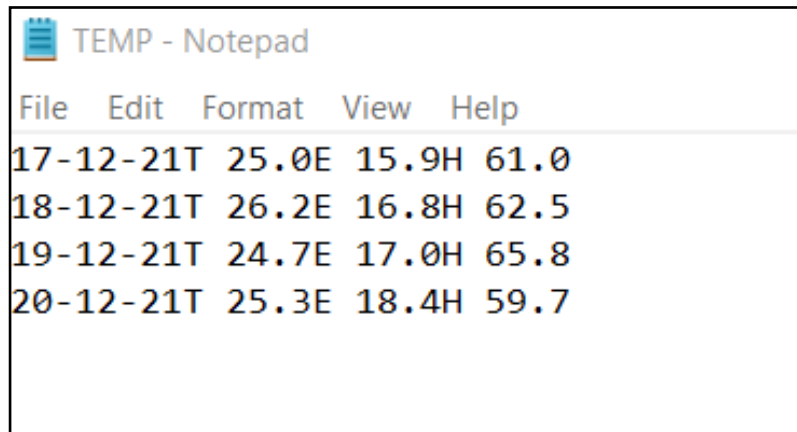 TEMP - Notepad
File Edit Format View Help
17-12-21T 25.0E 15.9H 61.0
18-12-21T 26.2E 16.8H 62.5
19-12-21T 24.7E 17.0H 65.8
20-12-21T 25.3E 18.4H 59.7